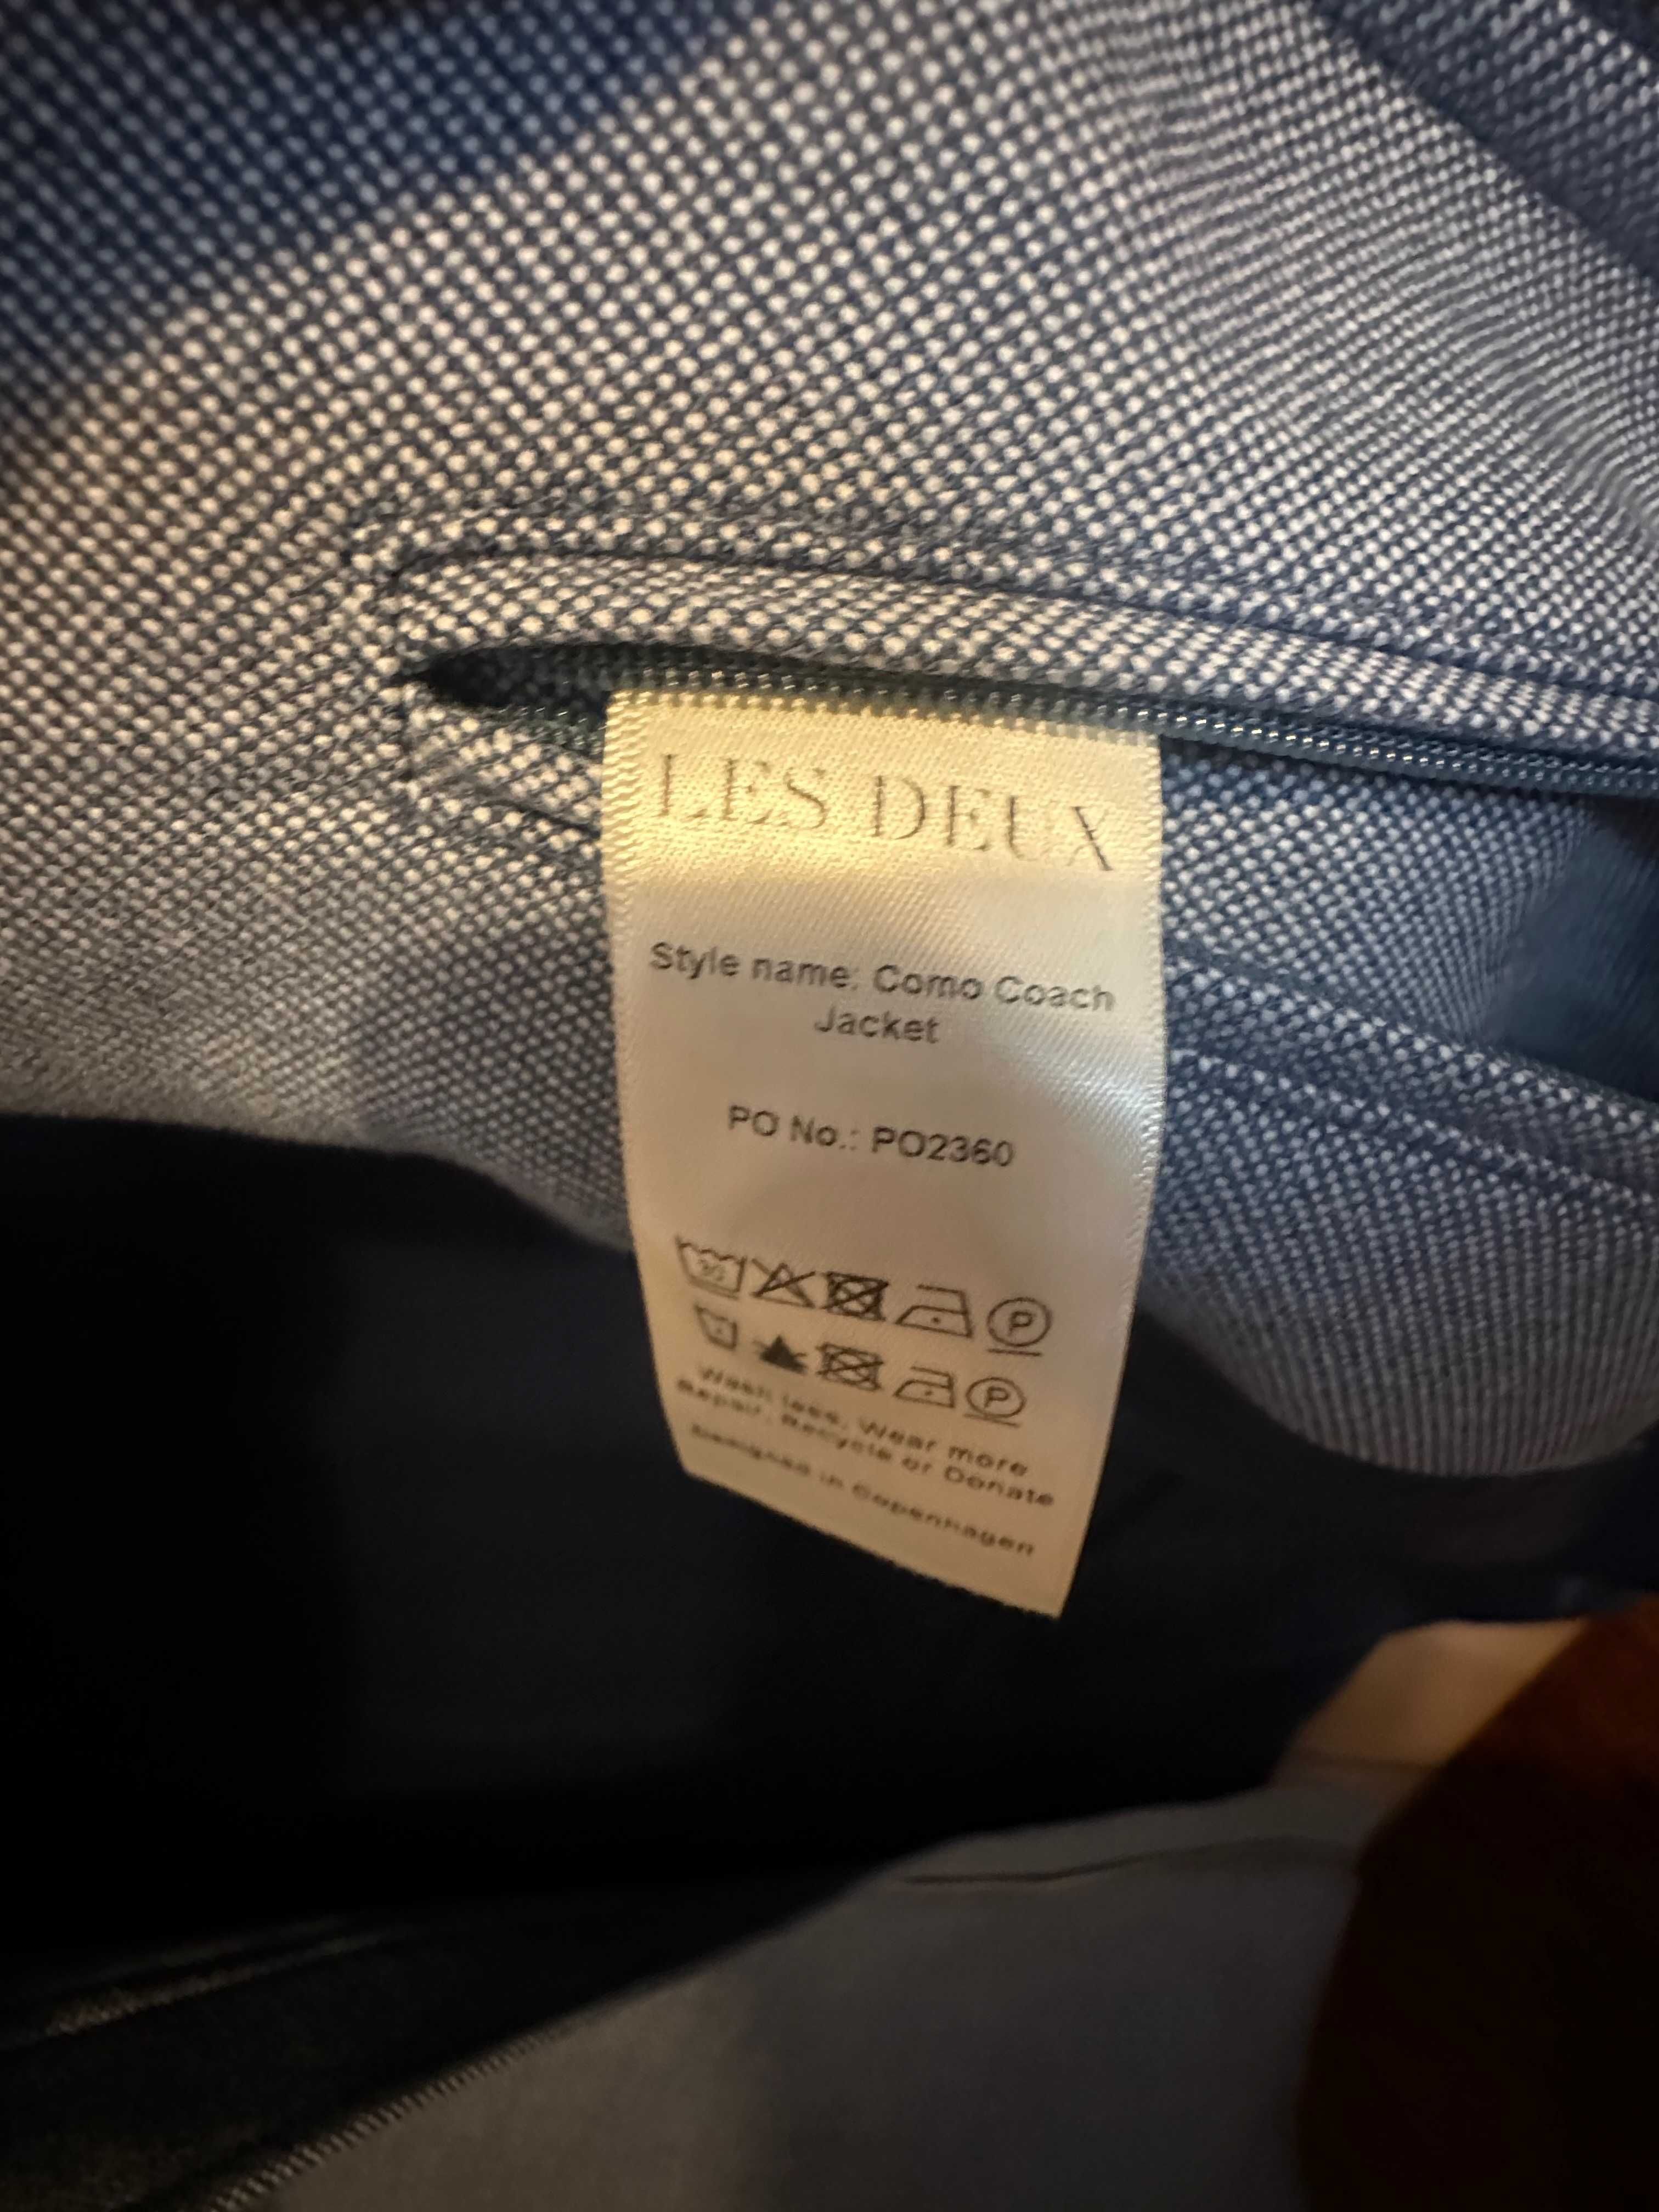 LES DEUX
Style name: Como Coach
Jacket
PO No.: PO2360
30
P
P
Wash less, Wear more
Repair, Recycle or Donate
Designed in Copenhagen